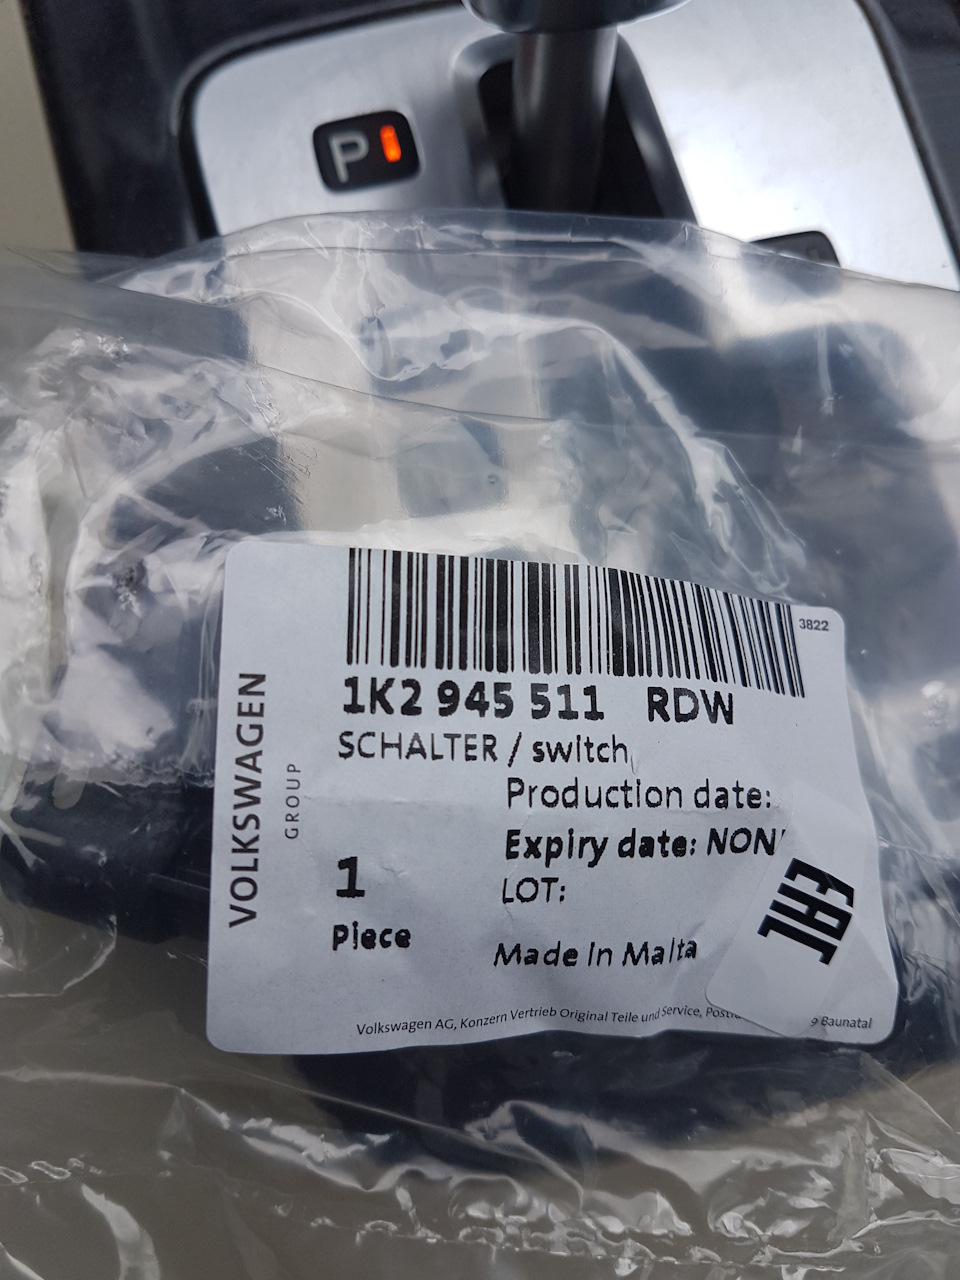 P
3822
1K2 945 511 RDW
SCHALTER / switch
Production date:
Expiry date: NON
LOT:
1
Piece
Made in Malta
VOLKSWAGEN
GROUP
EAC
Volkswagen AG, Konzern Vertrieb Original Teile und Service, 9 Baunatal